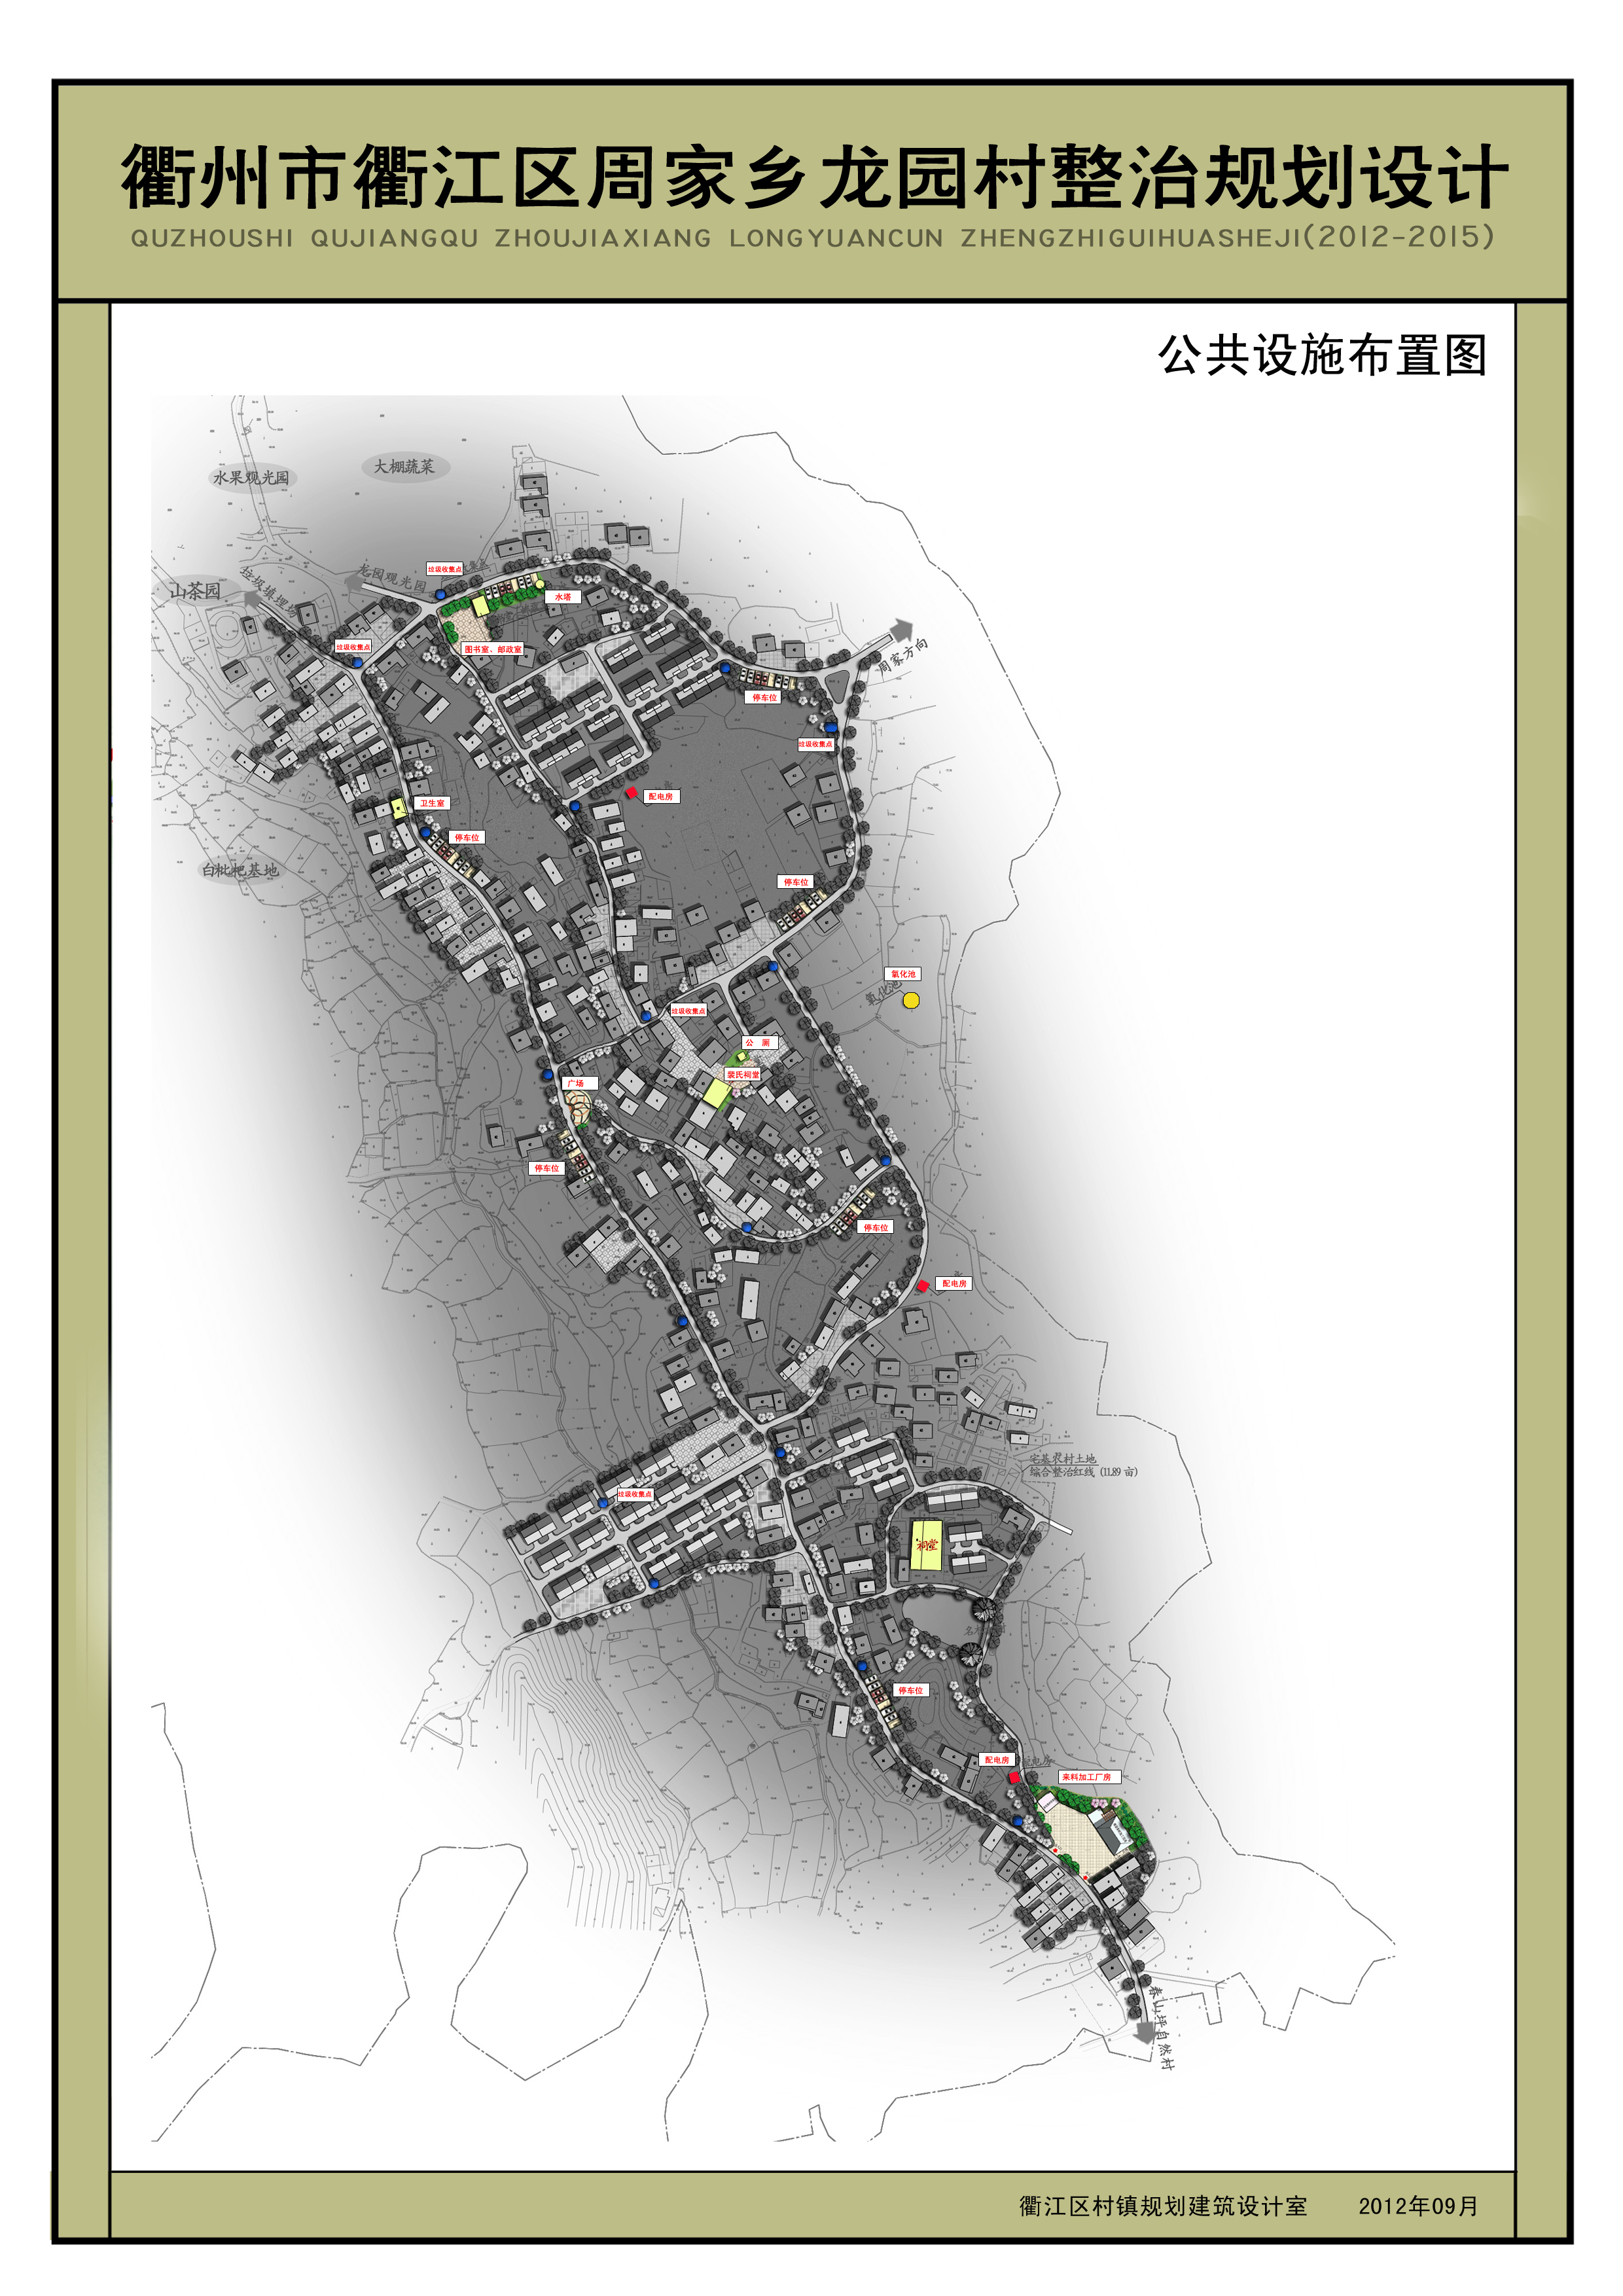 衢州市衢江区周家乡龙园村整治规划设计
QUZHOUSHI QUJIANGQU ZHOUJIAXIANG LONGYUANCUN ZHENGZHIGUIHUASHEJI(2012-2015)
公共设施布置图
大棚蔬菜
水果观光园
垃圾收集点
龙园观光园
垃圾填埋场
山茶园
水塔
垃圾收集点
图书室、邮政室
周家方向
停车位
垃圾收集点
配电房
卫生室
停车位
白枇杷基地
停车位
氧化池
氧化池
垃圾收集点
公 厕
裴氏祠堂
广场
停车位
停车位
配电房
宅基农村土地
综合整治红线 (11.89 亩)
垃圾收集点
祠堂
停车位
配电房
配电房
来料加工厂房
春山坪自然村
衢江区村镇规划建筑设计室 2012年09月